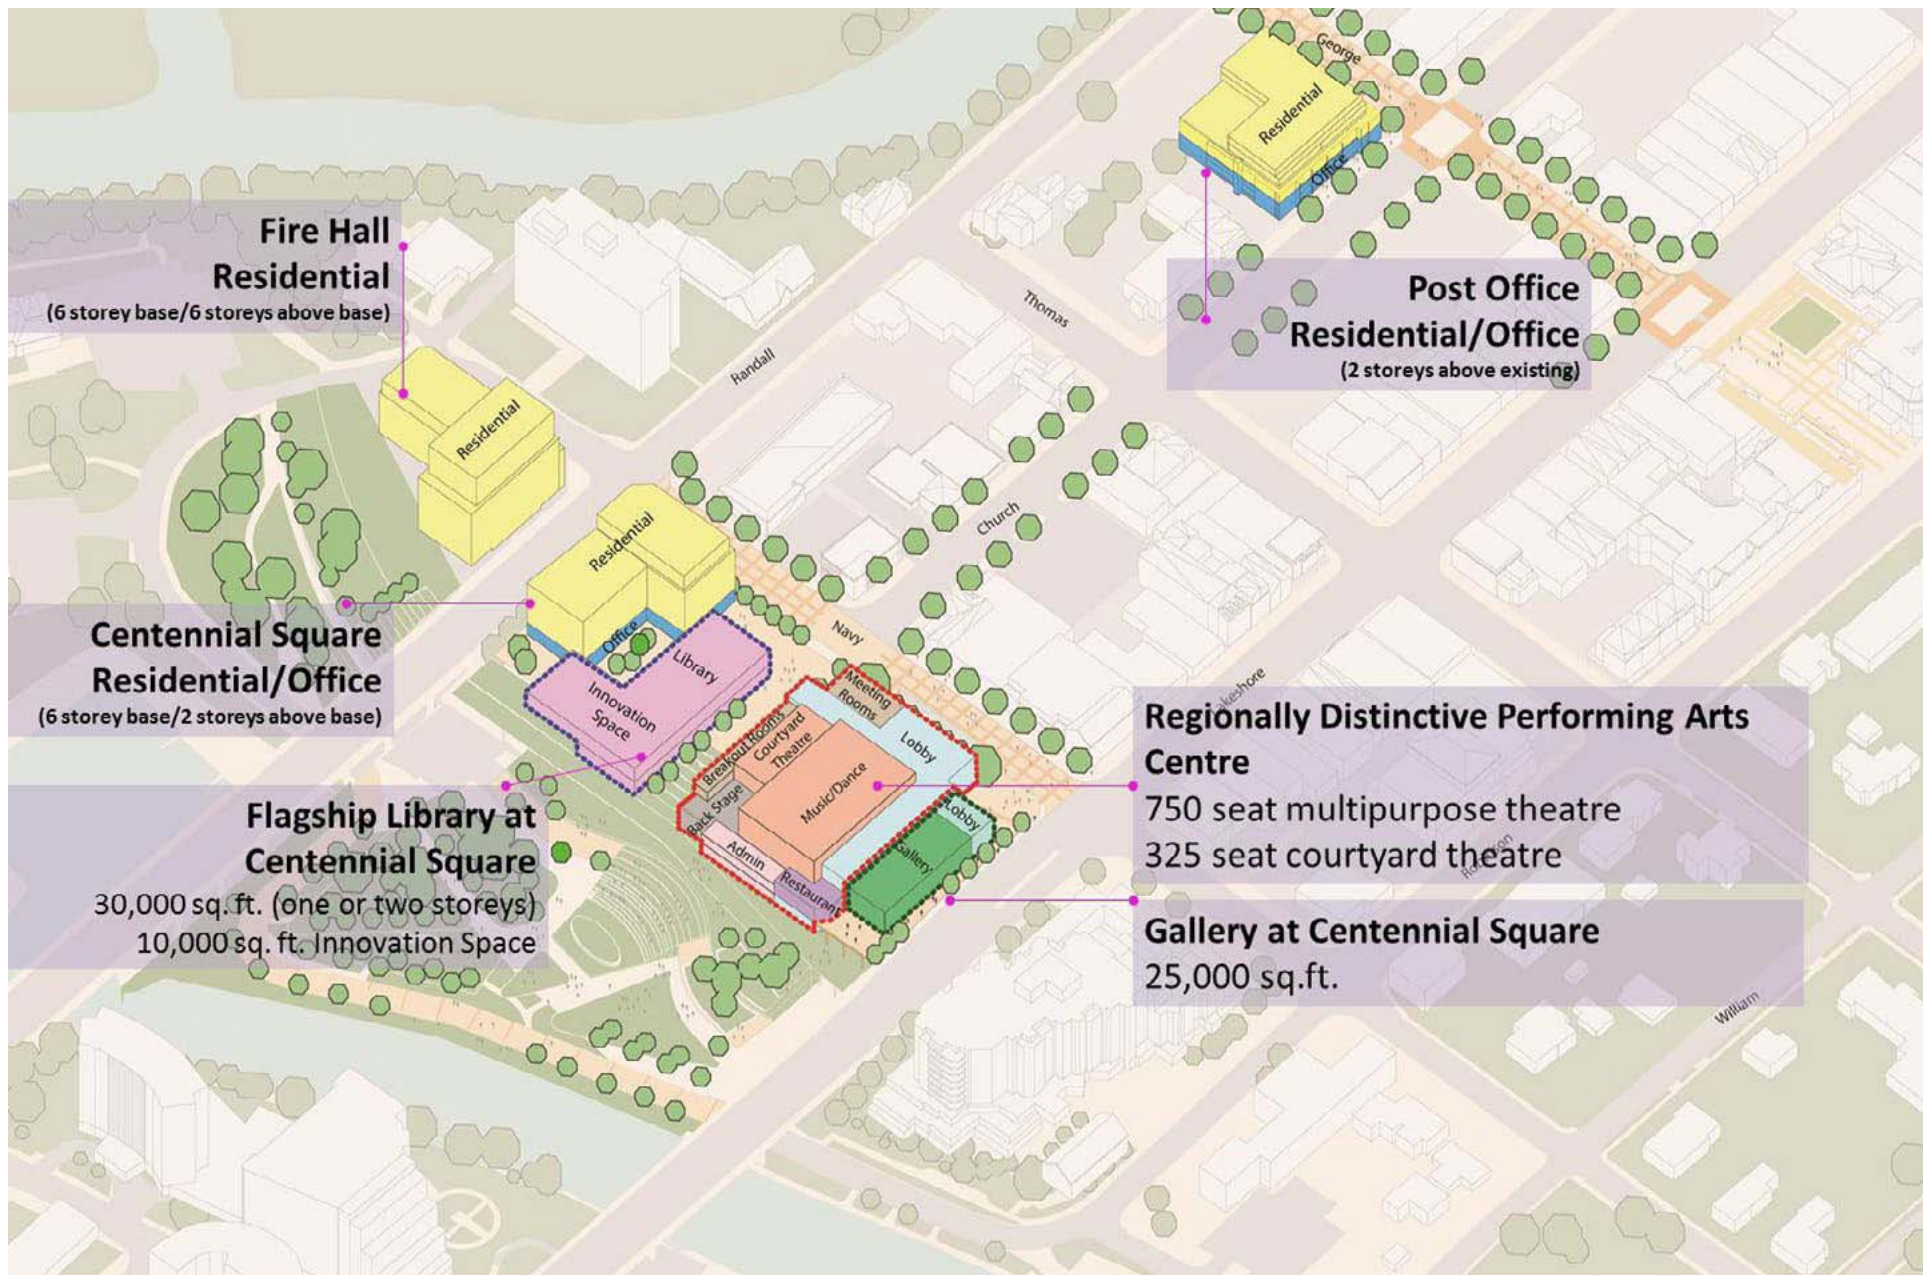 George
Residential
Office
Fire Hall
Residential
(6 storey base/6 storeys above base)
Post Office
Residential/Office
(2 storeys above existing)
Thomas
Randall
Residential
Church
Residential
Office
Navy
Centennial Square
Residential/Office
(6 storey base/2 storeys above base)
Library
Innovation
Space
Meeting
Rooms
Lobby
Breakout Rooms
Courtyard
Theatre
Music/Dance
Back Stage
Admin
Restaurant
Lobby
Gallery
Flagship Library at
Centennial Square
30,000 sq. ft. (one or two storeys)
10,000 sq. ft. Innovation Space
Regionally Distinctive Performing Arts
Centre
750 seat multipurpose theatre
325 seat courtyard theatre
Gallery at Centennial Square
25,000 sq.ft.
William